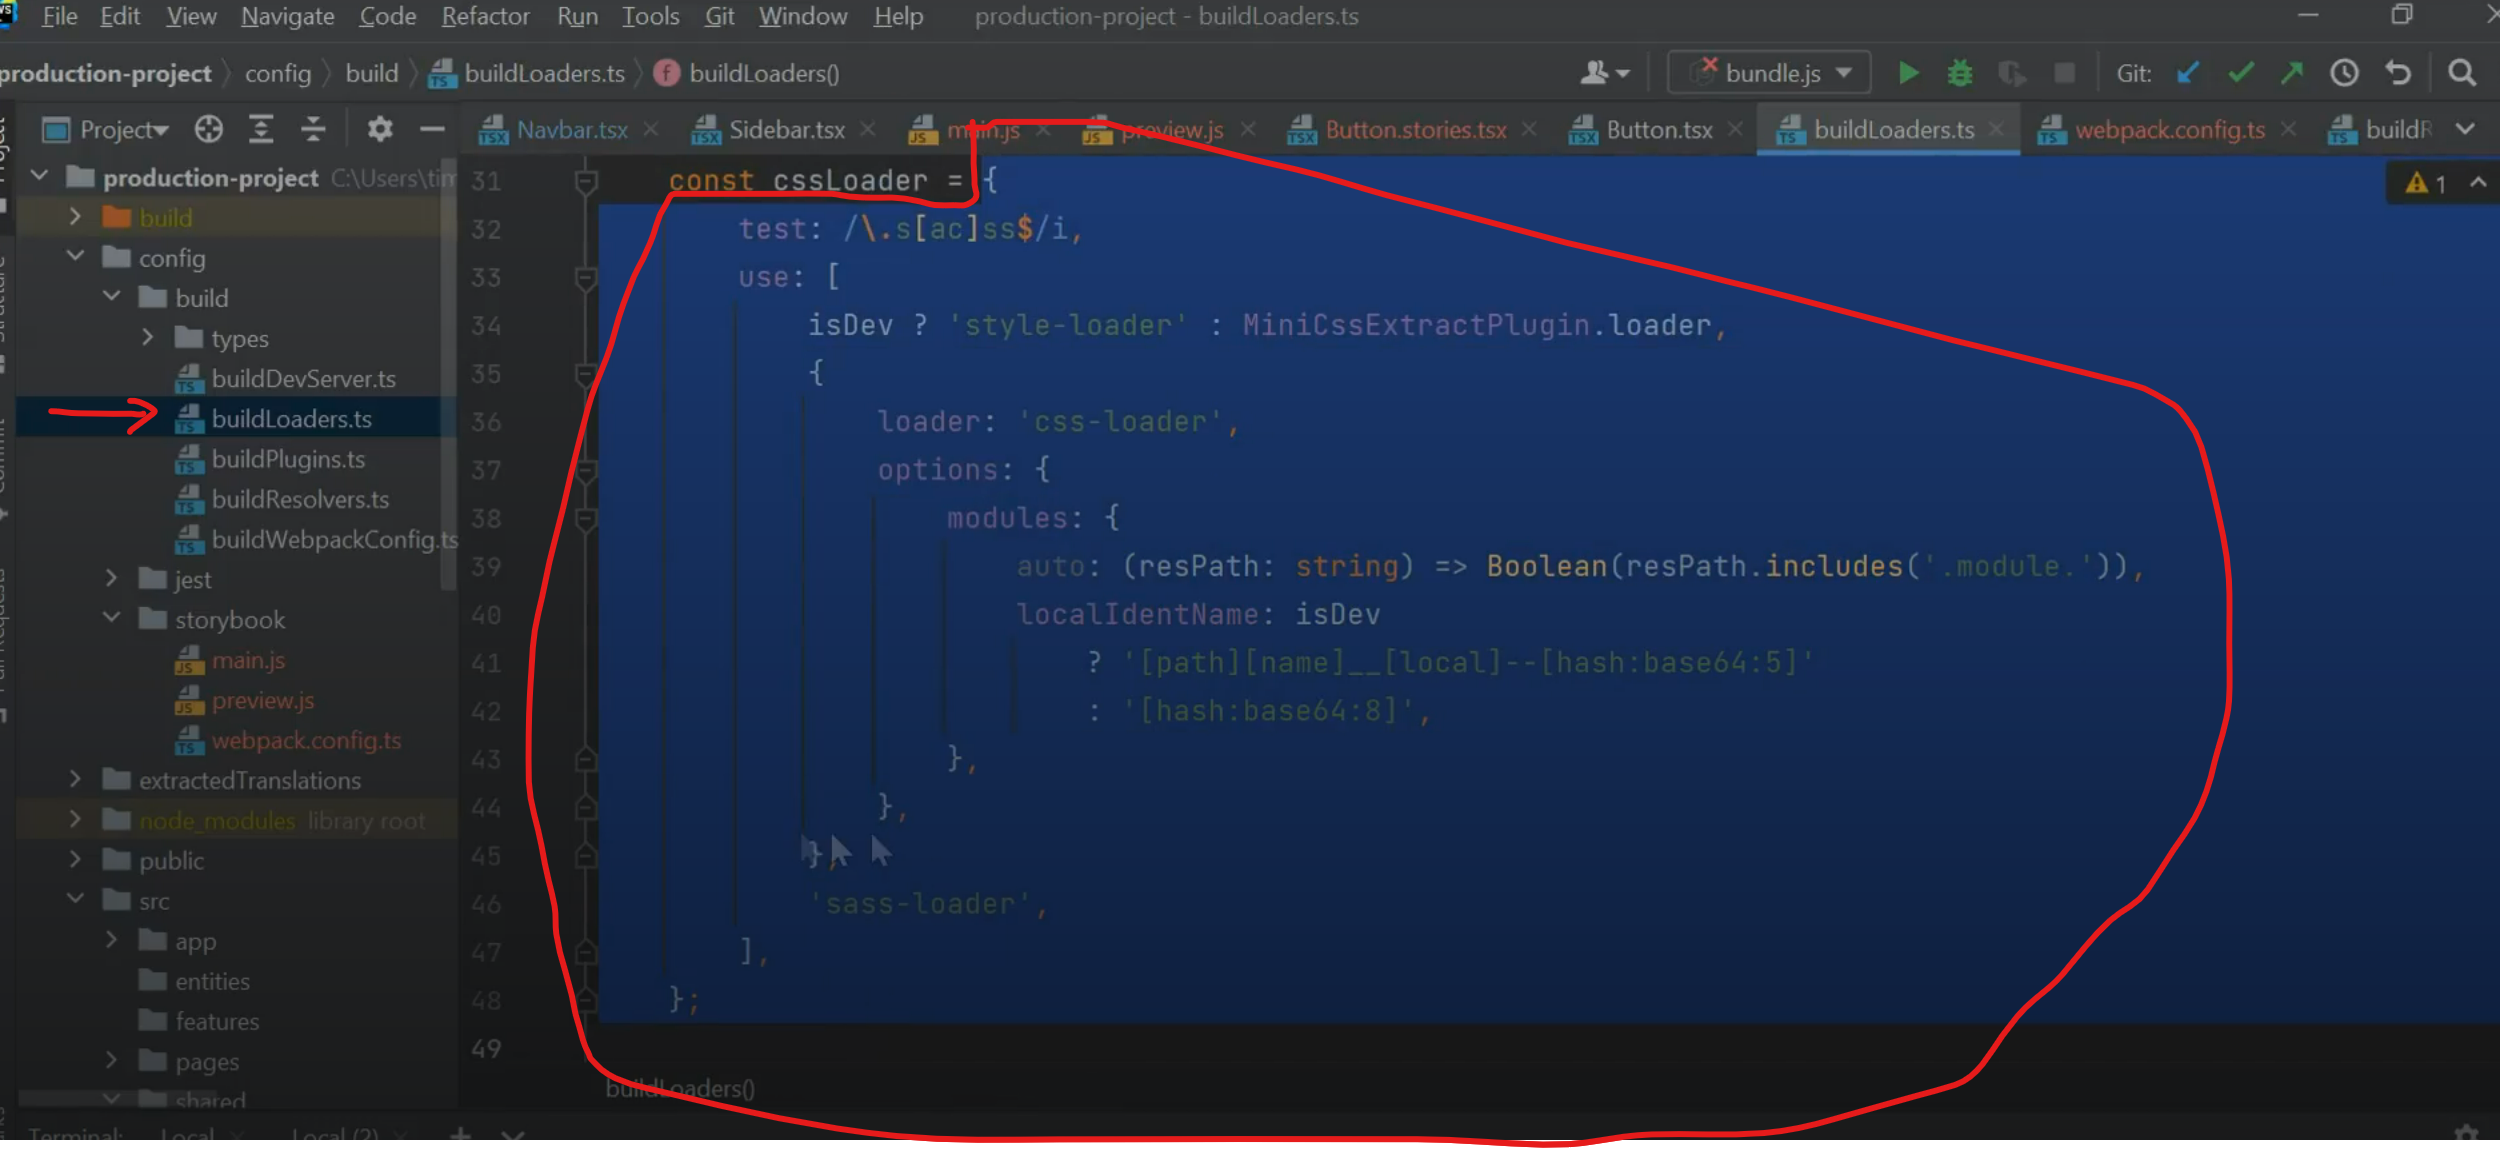 File Edit View Navigate Code Refactor Run Tools Git Window Help production-project - buildLoaders.ts
production-project config build buildLoaders.ts buildLoaders() bundle.js Git:
Project Navbar.tsx Sidebar.tsx main.js preview.js Button.stories.tsx Button.tsx buildLoaders.ts webpack.config.ts buildR
production-project C:\Users\tim
build
config
build
types
buildDevServer.ts
buildLoaders.ts
buildPlugins.ts
buildResolvers.ts
buildWebpackConfig.ts
jest
storybook
main.js
preview.js
webpack.config.ts
extractedTranslations
node_modules library root
public
src
app
entities
features
pages
shared
31 const cssLoader = {
32 test: /\.s[ac]ss$/i,
33 use: [
34 isDev ? 'style-loader' : MiniCssExtractPlugin.loader,
35 {
36 loader: 'css-loader',
37 options: {
38 modules: {
39 auto: (resPath: string) => Boolean(resPath.includes('.module.')),
40 localIdentName: isDev
41 ? '[path][name]__[local]--[hash:base64:5]'
42 : '[hash:base64:8]',
43 },
44 },
45 },
46 'sass-loader',
47 ],
48 };
49
1
buildLoaders()
Terminal: Local Local (2)